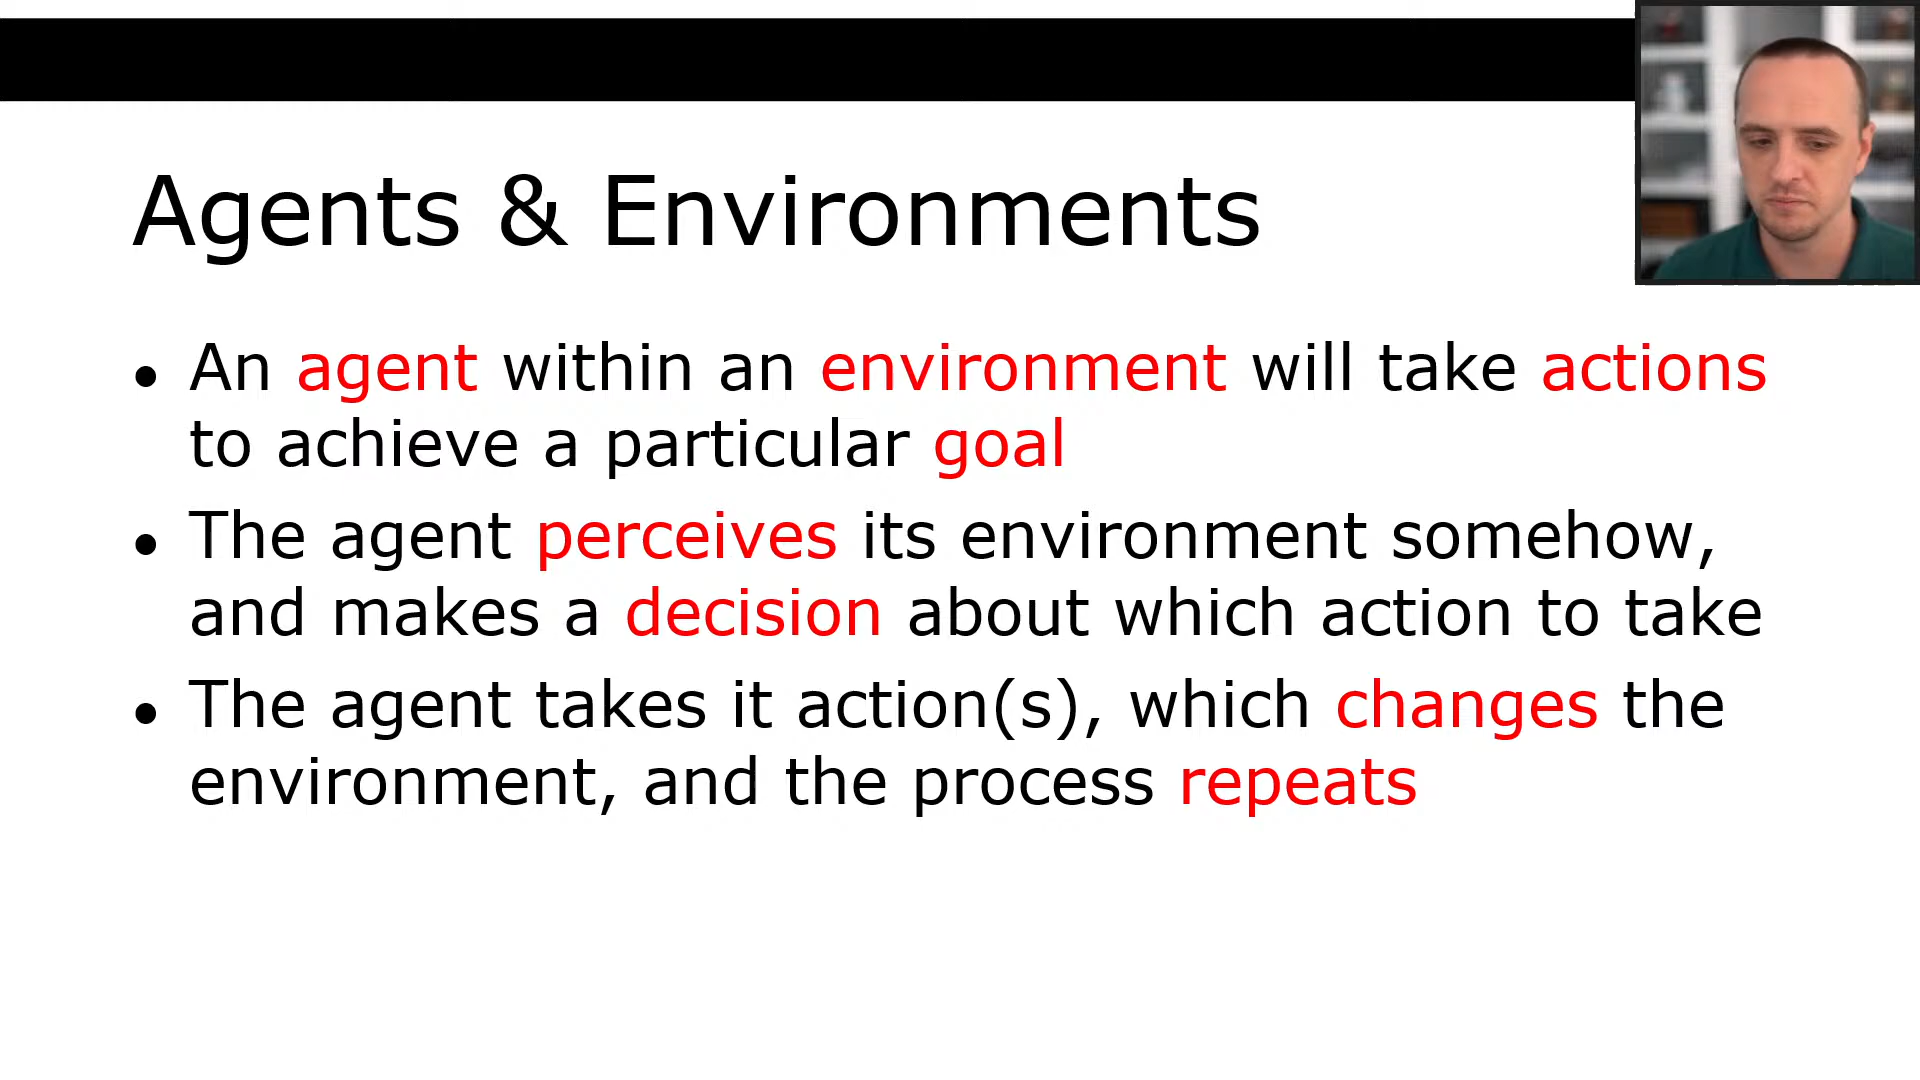 Agents & Environments
• An agent within an environment will take actions
to achieve a particular goal
• The agent perceives its environment somehow,
and makes a decision about which action to take
• The agent takes it action(s), which changes the
environment, and the process repeats